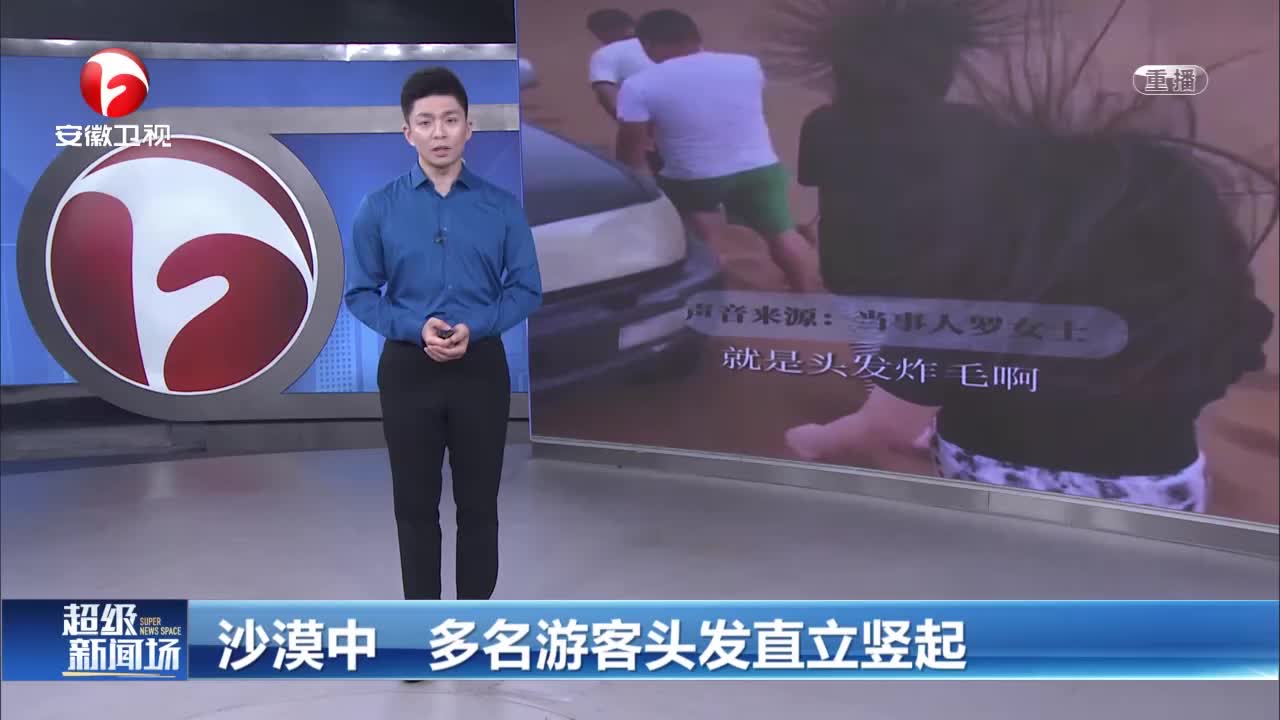 安徽卫视
重播
声音来源：当事人罗女士
就是头发炸毛啊
超级
新闻场
SUPER
NEWS SPACE
沙漠中 多名游客头发直立竖起